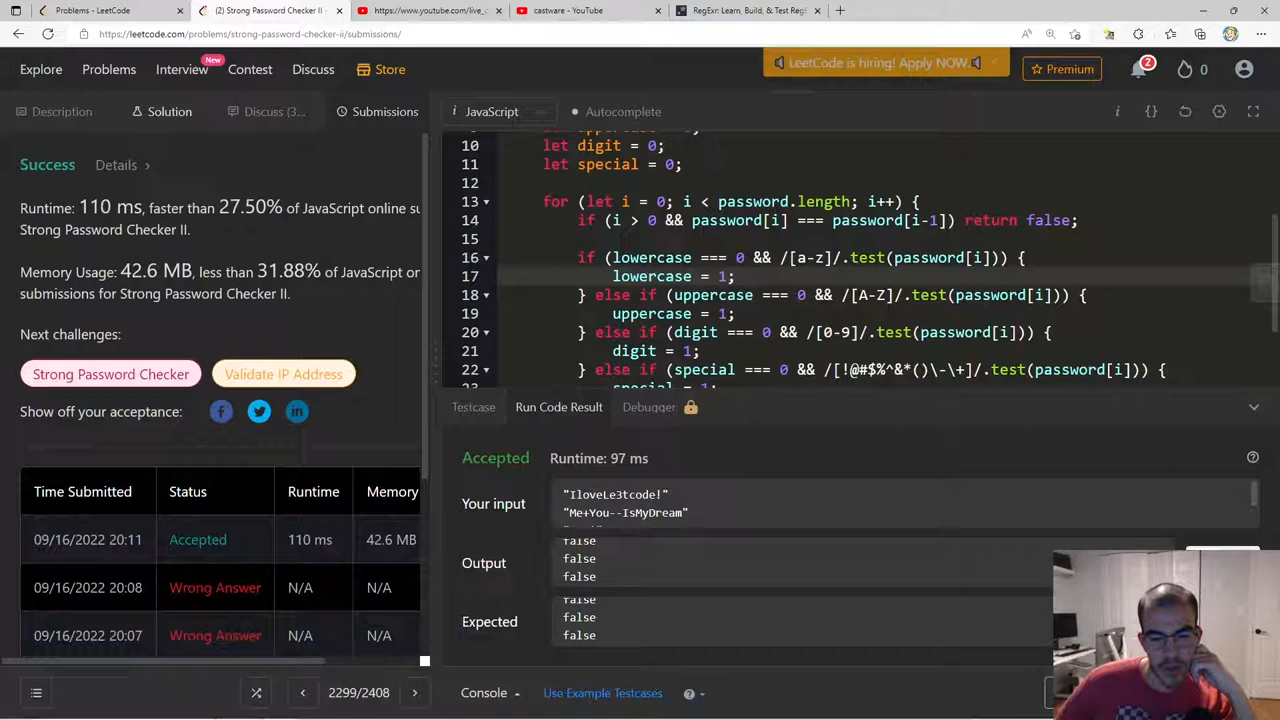 Problems - LeetCode
(2) Strong Password Checker II -
https://www.youtube.com/live_c
castware - YouTube
RegExr: Learn, Build, & Test Reg
https://leetcode.com/problems/strong-password-checker-ii/submissions/
Explore
Problems
Interview
New
Contest
Discuss
Store
LeetCode is hiring! Apply NOW.
Premium
2
0
Description
Solution
Discuss (3...
Submissions
i JavaScript
Autocomplete
Success
Details
Runtime: 110 ms, faster than 27.50% of JavaScript online su
Strong Password Checker II.
Memory Usage: 42.6 MB, less than 31.88% of JavaScript on
submissions for Strong Password Checker II.
Next challenges:
Strong Password Checker
Validate IP Address
Show off your acceptance:
Time Submitted Status Runtime Memory
09/16/2022 20:11 Accepted 110 ms 42.6 MB
09/16/2022 20:08 Wrong Answer N/A N/A
09/16/2022 20:07 Wrong Answer N/A N/A
10 let digit = 0;
11 let special = 0;
12
13 for (let i = 0; i < password.length; i++) {
14 if (i > 0 && password[i] === password[i-1]) return false;
15
16 if (lowercase === 0 && /[a-z]/.test(password[i])) {
17 lowercase = 1;
18 } else if (uppercase === 0 && /[A-Z]/.test(password[i])) {
19 uppercase = 1;
20 } else if (digit === 0 && /[0-9]/.test(password[i])) {
21 digit = 1;
22 } else if (special === 0 && /[!@#$%^&*()\-\+]/.test(password[i])) {
23 special = 1;
Testcase
Run Code Result
Debugger
Accepted
Runtime: 97 ms
Your input
"IloveLe3tcode!"
"Me+You--IsMyDream"
Output
false
false
false
Expected
false
false
false
2299/2408
Console
Use Example Testcases